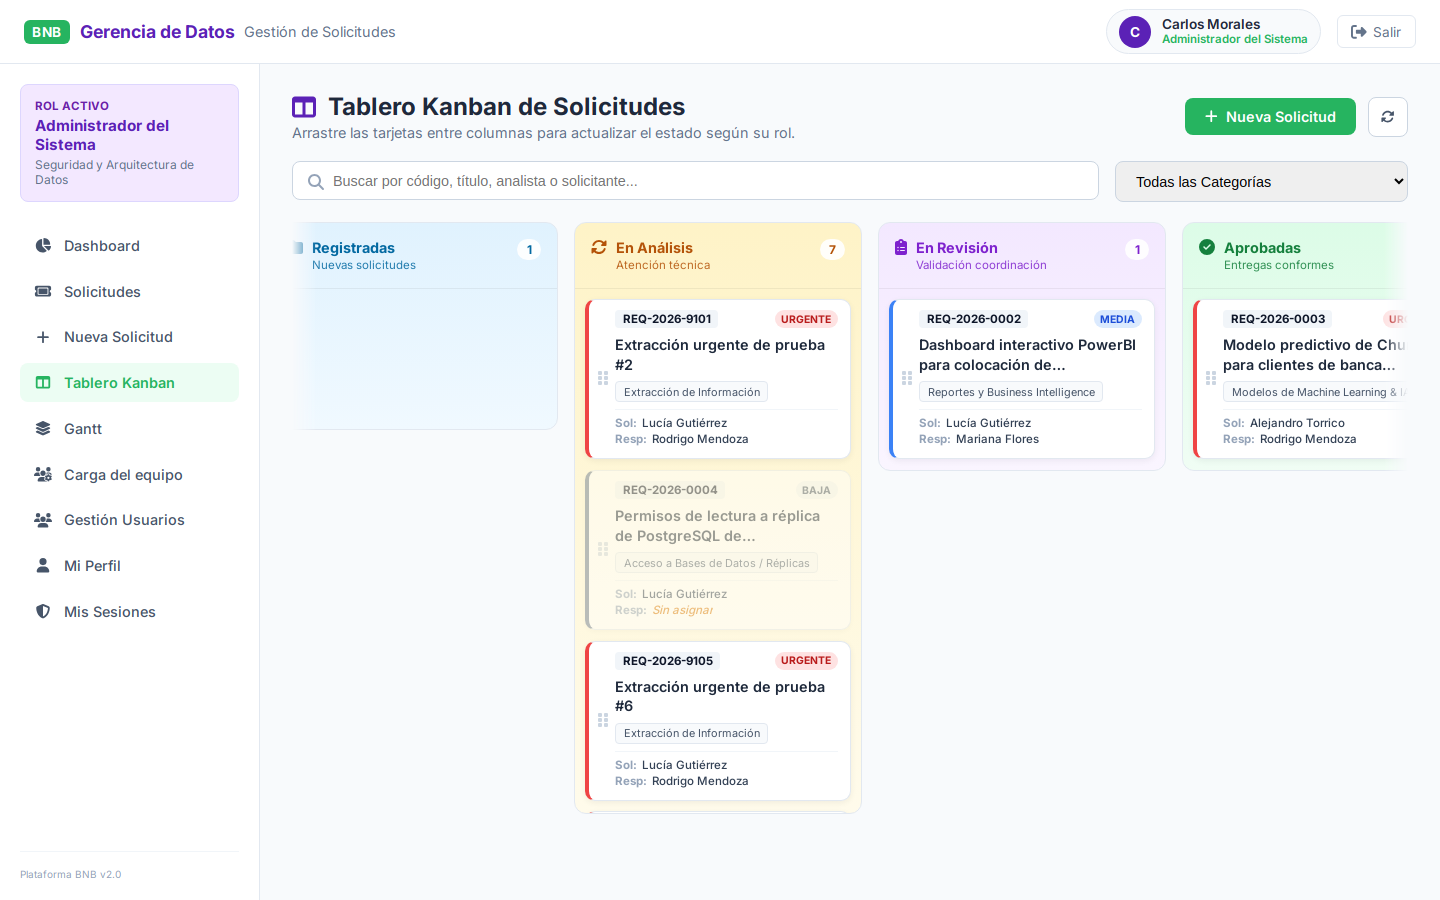 BNB Gerencia de Datos Gestión de Solicitudes
C
Carlos Morales
Administrador del Sistema
Salir
ROL ACTIVO
Administrador del
Sistema
Seguridad y Arquitectura de
Datos
Dashboard
Solicitudes
Nueva Solicitud
Tablero Kanban
Gantt
Carga del equipo
Gestión Usuarios
Mi Perfil
Mis Sesiones
Plataforma BNB v2.0
Tablero Kanban de Solicitudes
Arrastre las tarjetas entre columnas para actualizar el estado según su rol.
Nueva Solicitud
Buscar por código, título, analista o solicitante...
Todas las Categorías
Registradas
Nuevas solicitudes
1
En Análisis
Atención técnica
7
REQ-2026-9101 URGENTE
Extracción urgente de prueba
#2
Extracción de Información
Sol: Lucía Gutiérrez
Resp: Rodrigo Mendoza
REQ-2026-0004 BAJA
Permisos de lectura a réplica
de PostgreSQL de...
Acceso a Bases de Datos / Réplicas
Sol: Lucía Gutiérrez
Resp: Sin asignar
REQ-2026-9105 URGENTE
Extracción urgente de prueba
#6
Extracción de Información
Sol: Lucía Gutiérrez
Resp: Rodrigo Mendoza
En Revisión
Validación coordinación
1
REQ-2026-0002 MEDIA
Dashboard interactivo PowerBI
para colocación de...
Reportes y Business Intelligence
Sol: Lucía Gutiérrez
Resp: Mariana Flores
Aprobadas
Entregas conformes
REQ-2026-0003
Modelo predictivo de Chu
para clientes de banca...
Modelos de Machine Learning &
Sol: Alejandro Torrico
Resp: Rodrigo Mendoza